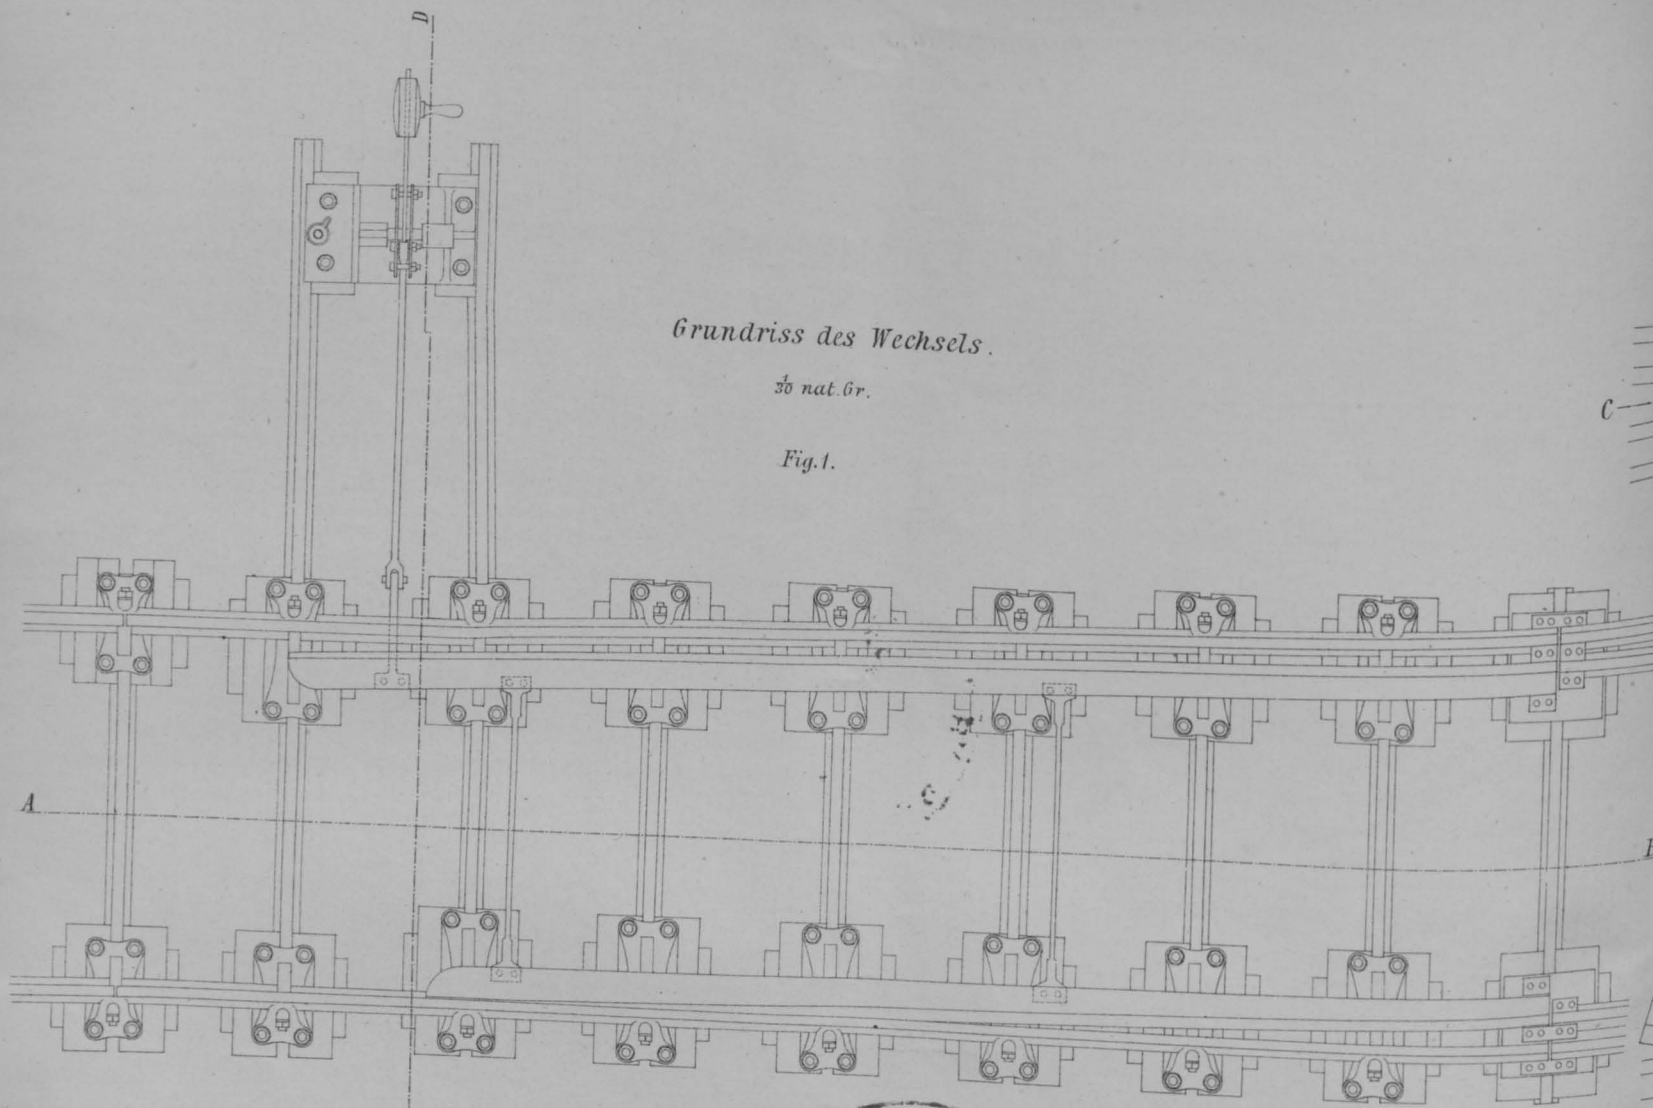 D
Grundriss des Wechsels.
1/30 nat. Gr.
C
Fig. 1.
A